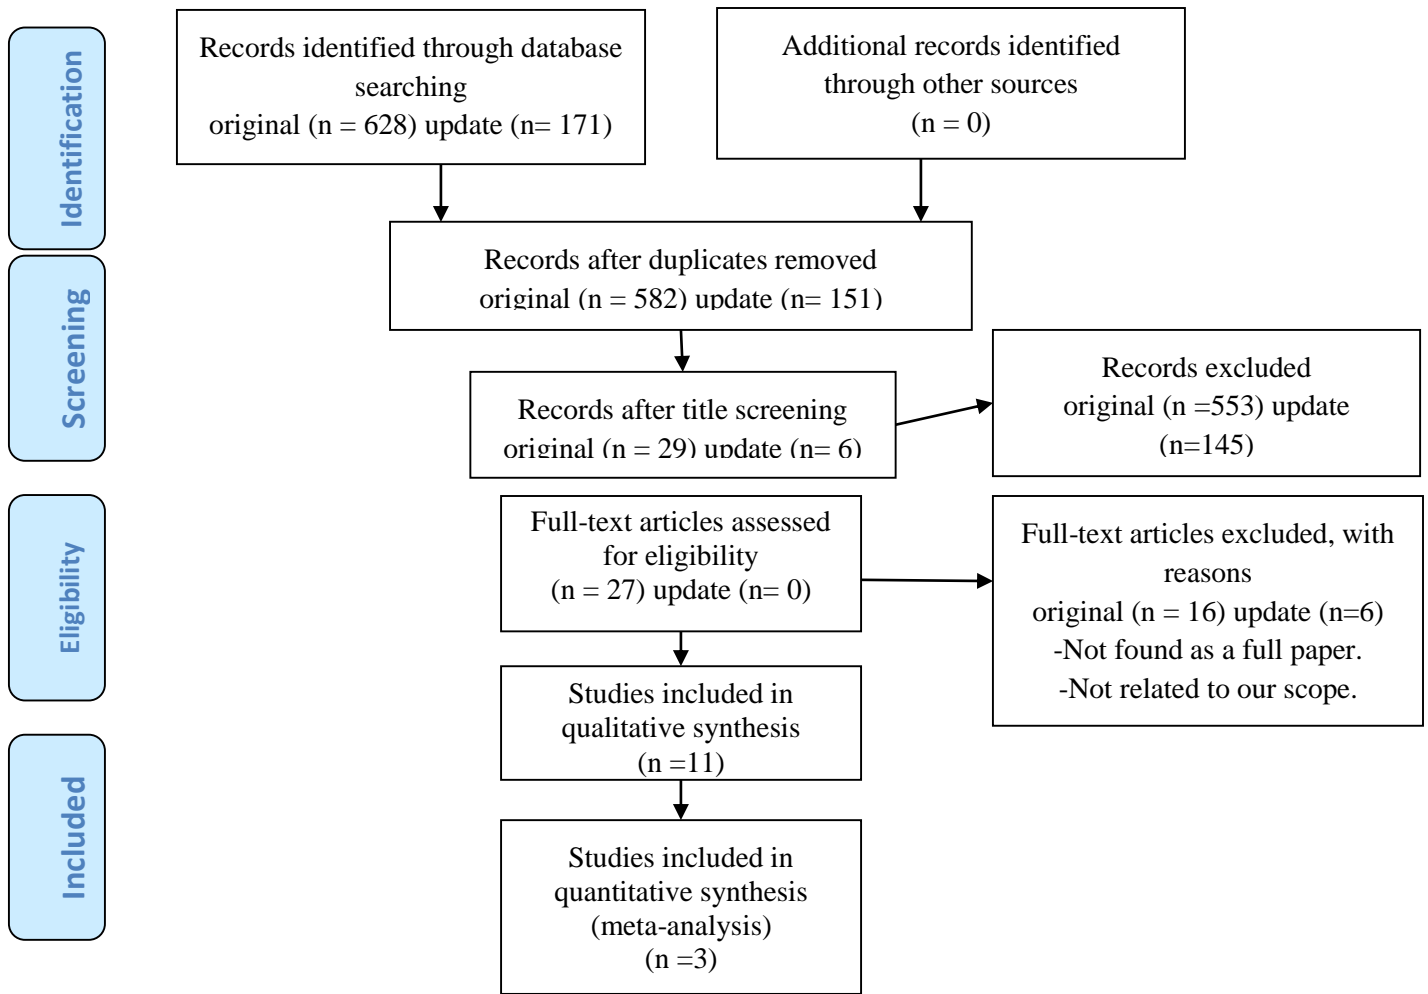 Identification
Records identified through database
searching
original (n = 628) update (n= 171)
Additional records identified
through other sources
(n = 0)
Records after duplicates removed
original (n = 582) update (n= 151)
Screening
Records after title screening
original (n = 29) update (n= 6)
Records excluded
original (n =553) update
(n=145)
Eligibility
Full-text articles assessed
for eligibility
(n = 27) update (n= 0)
Full-text articles excluded, with
reasons
original (n = 16) update (n=6)
-Not found as a full paper.
-Not related to our scope.
Studies included in
qualitative synthesis
(n =11)
Included
Studies included in
quantitative synthesis
(meta-analysis)
(n =3)